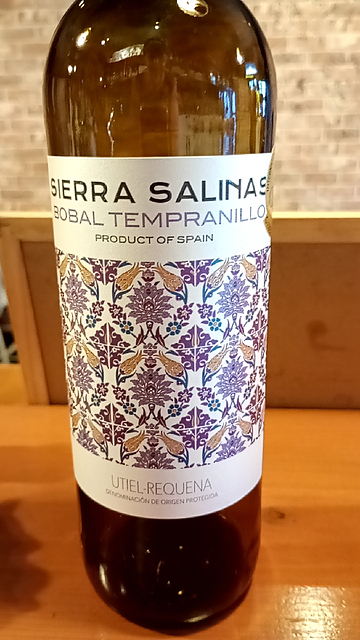 SIERRA SALINAS
BOBAL TEMPRANILLO
PRODUCT OF SPAIN
UTIEL-REQUENA
DENOMINACIÓN DE ORIGEN PROTEGIDA